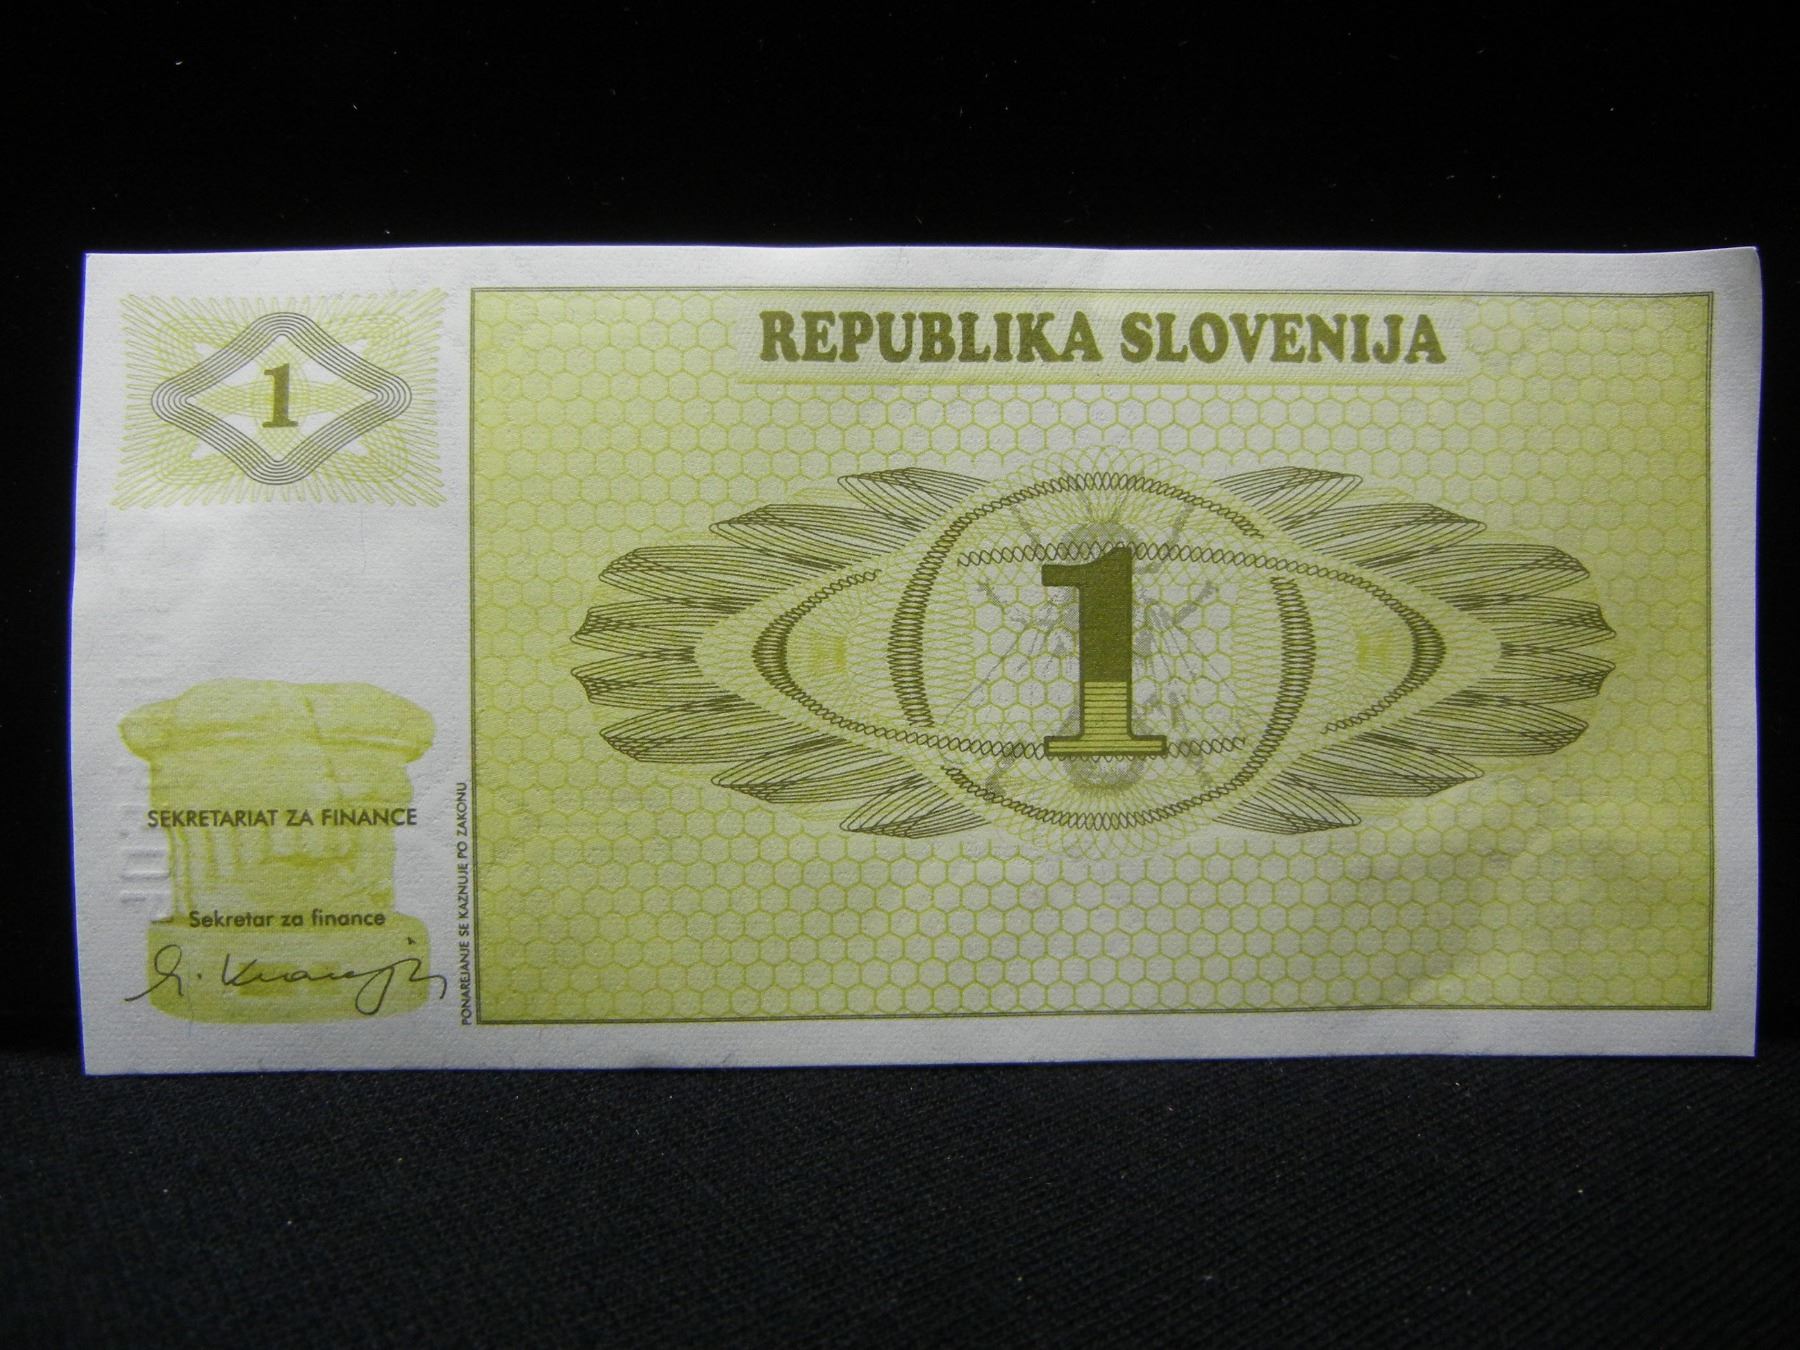 REPUBLIKA SLOVENIJA
1
1
SEKRETARIAT ZA FINANCE
Sekretar za finance
PONAREJANJE SE KAZNUJE PO ZAKONU